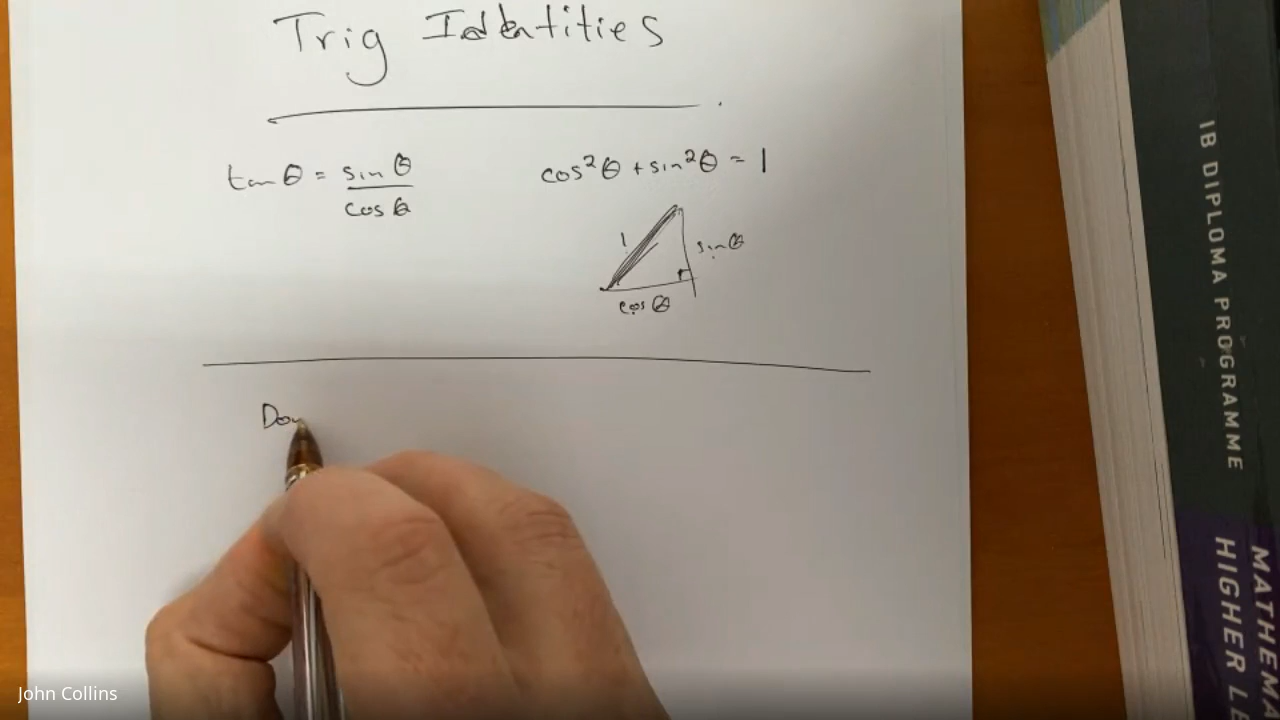 Trig Identities
tan θ = sin θ / cos θ
cos²θ + sin²θ = 1
1
sin θ
cos θ
Dou
IB DIPLOMA PROGRAMME
MATHEMA
HIGHER LE
John Collins